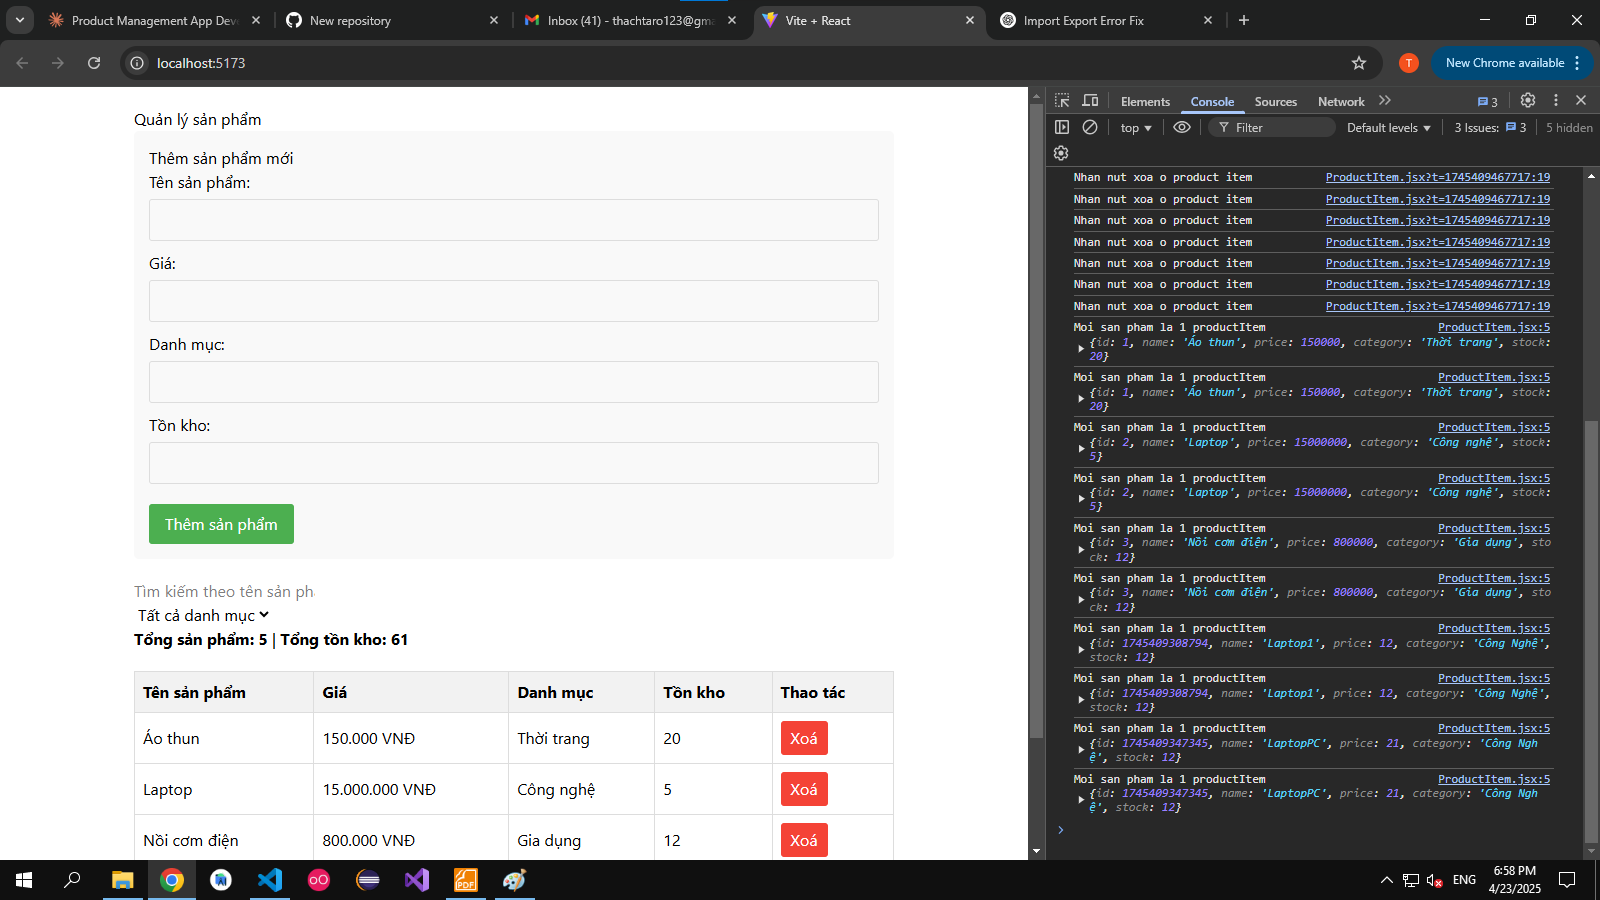 Product Management App Deve
New repository
Inbox (41) - thachtaro123@gma
Vite + React
Import Export Error Fix
localhost:5173
T
New Chrome available
Quản lý sản phẩm
Thêm sản phẩm mới
Tên sản phẩm:
Giá:
Danh mục:
Tồn kho:
Thêm sản phẩm
Tìm kiếm theo tên sản ph
Tất cả danh mục
Tổng sản phẩm: 5 | Tổng tồn kho: 61
Tên sản phẩm Giá Danh mục Tồn kho Thao tác
Áo thun 150.000 VNĐ Thời trang 20 Xoá
Laptop 15.000.000 VNĐ Công nghệ 5 Xoá
Nồi cơm điện 800.000 VNĐ Gia dụng 12 Xoá
Elements Console Sources Network 3
top Filter Default levels 3 Issues: 3 5 hidden
Nhan nut xoa o product item ProductItem.jsx?t=1745409467717:19
Nhan nut xoa o product item ProductItem.jsx?t=1745409467717:19
Nhan nut xoa o product item ProductItem.jsx?t=1745409467717:19
Nhan nut xoa o product item ProductItem.jsx?t=1745409467717:19
Nhan nut xoa o product item ProductItem.jsx?t=1745409467717:19
Nhan nut xoa o product item ProductItem.jsx?t=1745409467717:19
Nhan nut xoa o product item ProductItem.jsx?t=1745409467717:19
Moi san pham la 1 productItem ProductItem.jsx:5
{id: 1, name: 'Áo thun', price: 150000, category: 'Thời trang', stock:
20}
Moi san pham la 1 productItem ProductItem.jsx:5
{id: 1, name: 'Áo thun', price: 150000, category: 'Thời trang', stock:
20}
Moi san pham la 1 productItem ProductItem.jsx:5
{id: 2, name: 'Laptop', price: 15000000, category: 'Công nghệ', stock:
5}
Moi san pham la 1 productItem ProductItem.jsx:5
{id: 2, name: 'Laptop', price: 15000000, category: 'Công nghệ', stock:
5}
Moi san pham la 1 productItem ProductItem.jsx:5
{id: 3, name: 'Nồi cơm điện', price: 800000, category: 'Gia dụng', sto
ck: 12}
Moi san pham la 1 productItem ProductItem.jsx:5
{id: 3, name: 'Nồi cơm điện', price: 800000, category: 'Gia dụng', sto
ck: 12}
Moi san pham la 1 productItem ProductItem.jsx:5
{id: 1745409308794, name: 'Laptop1', price: 12, category: 'Công Nghệ',
stock: 12}
Moi san pham la 1 productItem ProductItem.jsx:5
{id: 1745409308794, name: 'Laptop1', price: 12, category: 'Công Nghệ',
stock: 12}
Moi san pham la 1 productItem ProductItem.jsx:5
{id: 1745409347345, name: 'LaptopPC', price: 21, category: 'Công Ngh
ệ', stock: 12}
Moi san pham la 1 productItem ProductItem.jsx:5
{id: 1745409347345, name: 'LaptopPC', price: 21, category: 'Công Ngh
ệ', stock: 12}
PDF
ENG
6:58 PM
4/23/2025